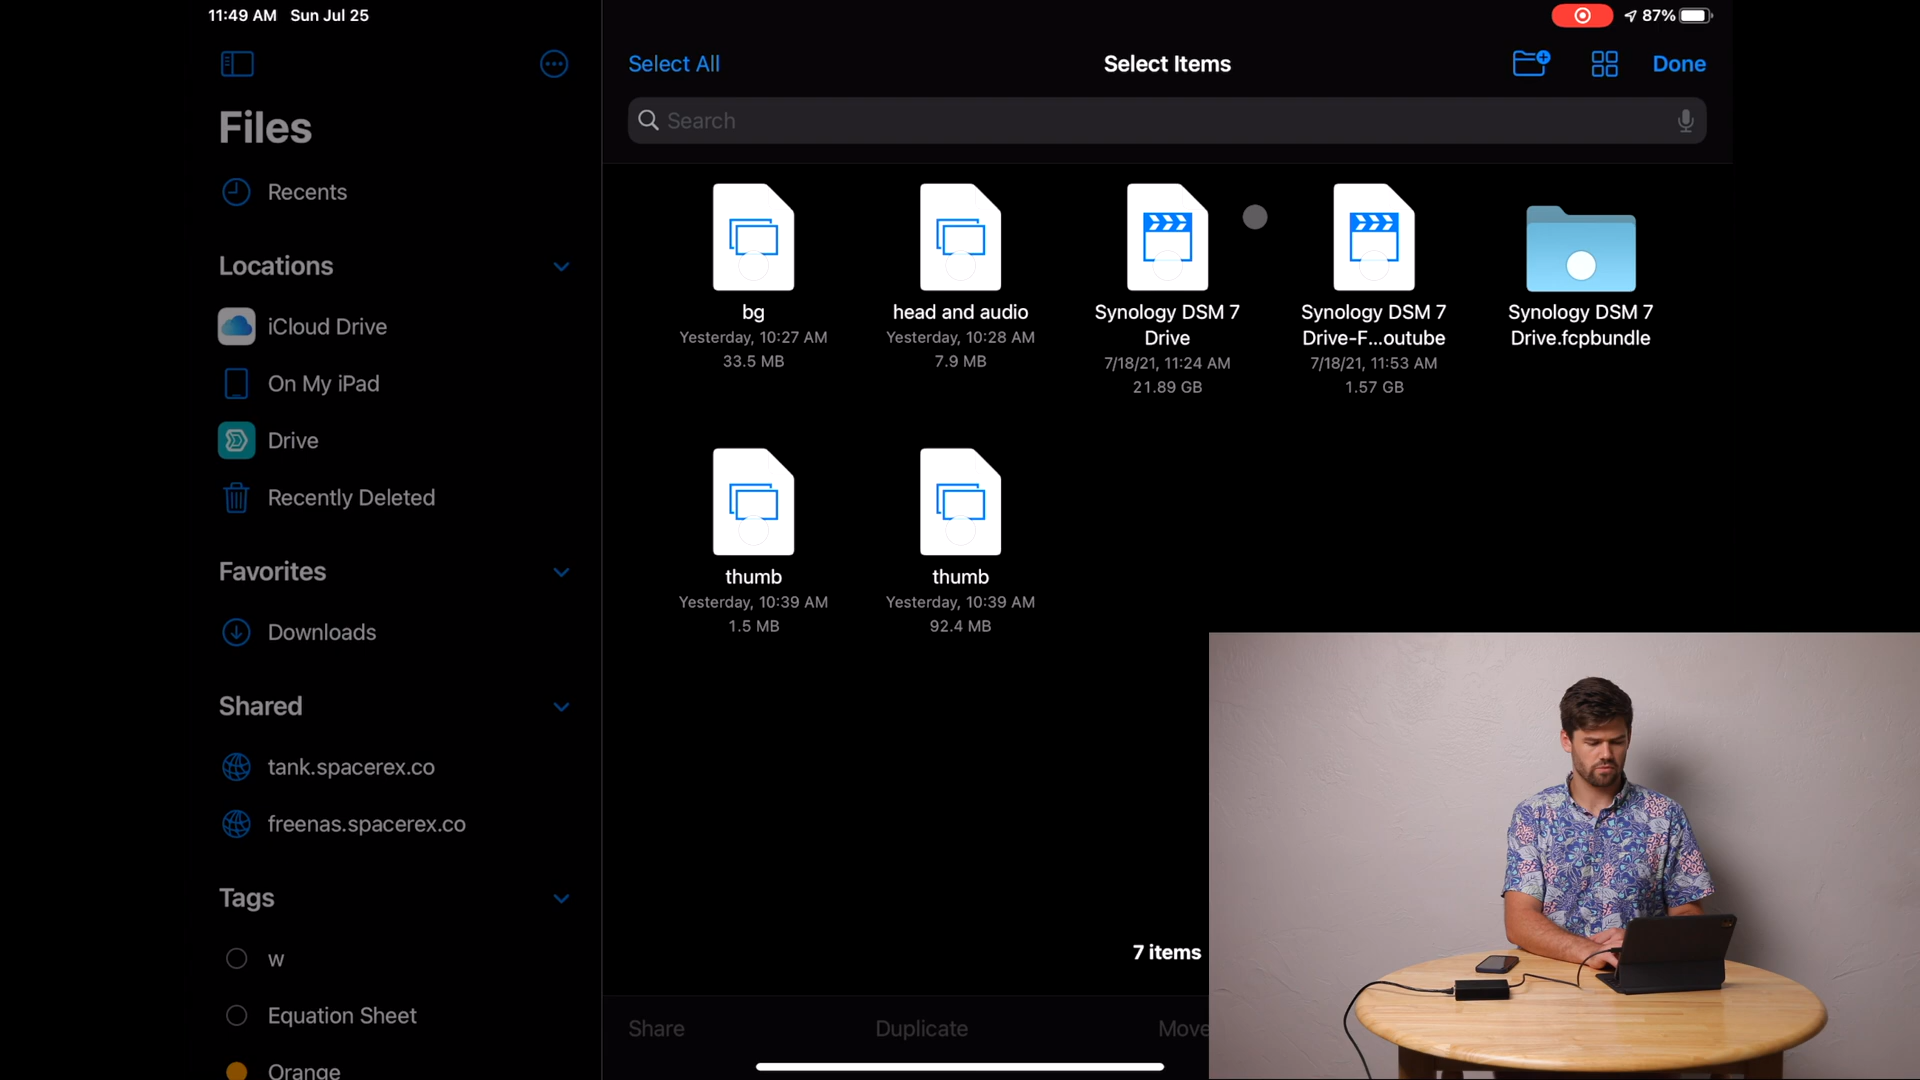 11:49 AM Sun Jul 25
87%
Files
Recents
Locations
iCloud Drive
On My iPad
Drive
Recently Deleted
Favorites
Downloads
Shared
tank.spacerex.co
freenas.spacerex.co
Tags
w
Equation Sheet
Orange
Select All
Select Items
Done
Search
bg
Yesterday, 10:27 AM
33.5 MB
head and audio
Yesterday, 10:28 AM
7.9 MB
Synology DSM 7
Drive
7/18/21, 11:24 AM
21.89 GB
Synology DSM 7
Drive-F...outube
7/18/21, 11:53 AM
1.57 GB
Synology DSM 7
Drive.fcpbundle
thumb
Yesterday, 10:39 AM
1.5 MB
thumb
Yesterday, 10:39 AM
92.4 MB
7 items
Share
Duplicate
Move